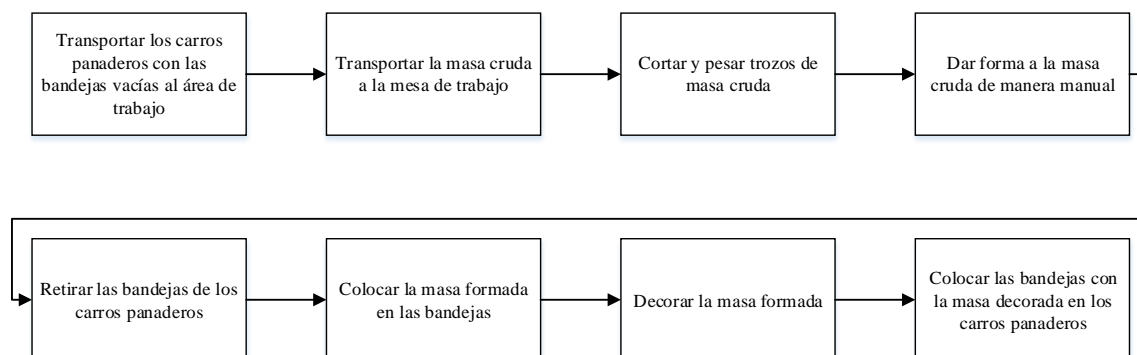 Transportar los carros
panaderos con las
bandejas vacías al área de
trabajo
Transportar la masa cruda
a la mesa de trabajo
Cortar y pesar trozos de
masa cruda
Dar forma a la masa
cruda de manera manual
Retirar las bandejas de los
carros panaderos
Colocar la masa formada
en las bandejas
Decorar la masa formada
Colocar las bandejas con
la masa decorada en los
carros panaderos